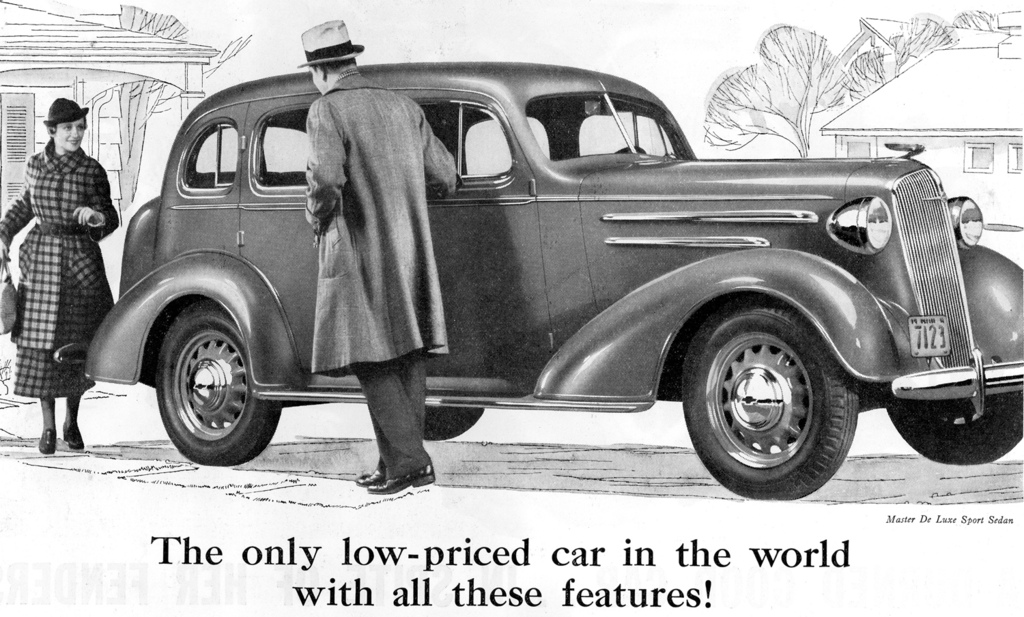 7123
Master De Luxe Sport Sedan
The only low-priced car in the world
with all these features!